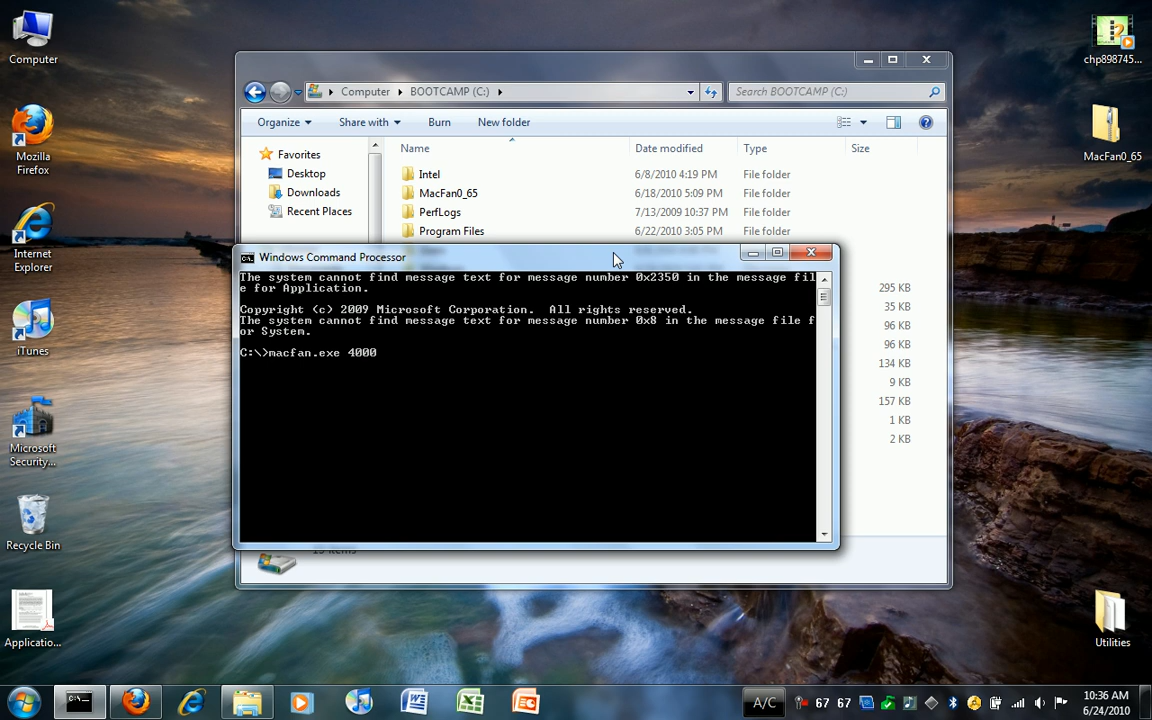 Computer
Mozilla
Firefox
Internet
Explorer
iTunes
Microsoft
Security...
Recycle Bin
Applicatio...
chp898745...
MacFan0_65
Utilities
Computer
BOOTCAMP (C:)
Search BOOTCAMP (C:)
Organize
Share with
Burn
New folder
Favorites
Desktop
Downloads
Recent Places
Name
Date modified
Type
Size
Intel
6/8/2010 4:19 PM
File folder
MacFan0_65
6/18/2010 5:09 PM
File folder
PerfLogs
7/13/2009 10:37 PM
File folder
Program Files
6/22/2010 3:05 PM
File folder
295 KB
35 KB
96 KB
96 KB
134 KB
9 KB
157 KB
1 KB
2 KB
Windows Command Processor
The system cannot find message text for message number 0x2350 in the message fil
e for Application.
Copyright (c) 2009 Microsoft Corporation.  All rights reserved.
The system cannot find message text for message number 0x8 in the message file f
or System.
C:\>macfan.exe 4000
A/C
67 67
10:36 AM
6/24/2010